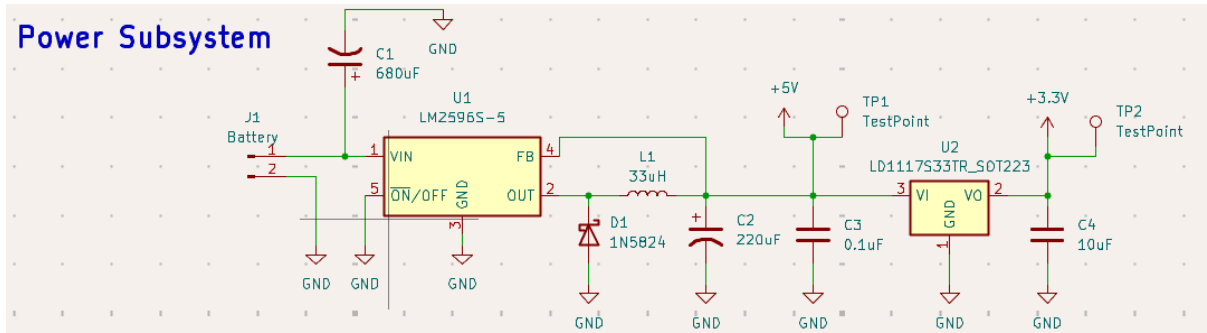 Power Subsystem
GND
C1
680uF
+
J1
Battery
1
2
GND
U1
LM2596S-5
1
VIN
FB
4
5
ON/OFF
GND
OUT
2
3
GND
GND
L1
33uH
D1
1N5824
GND
+
C2
220uF
GND
+5V
TP1
TestPoint
C3
0.1uF
GND
U2
LD1117S33TR_SOT223
3
VI
VO
2
GND
1
GND
+3.3V
TP2
TestPoint
C4
10uF
GND